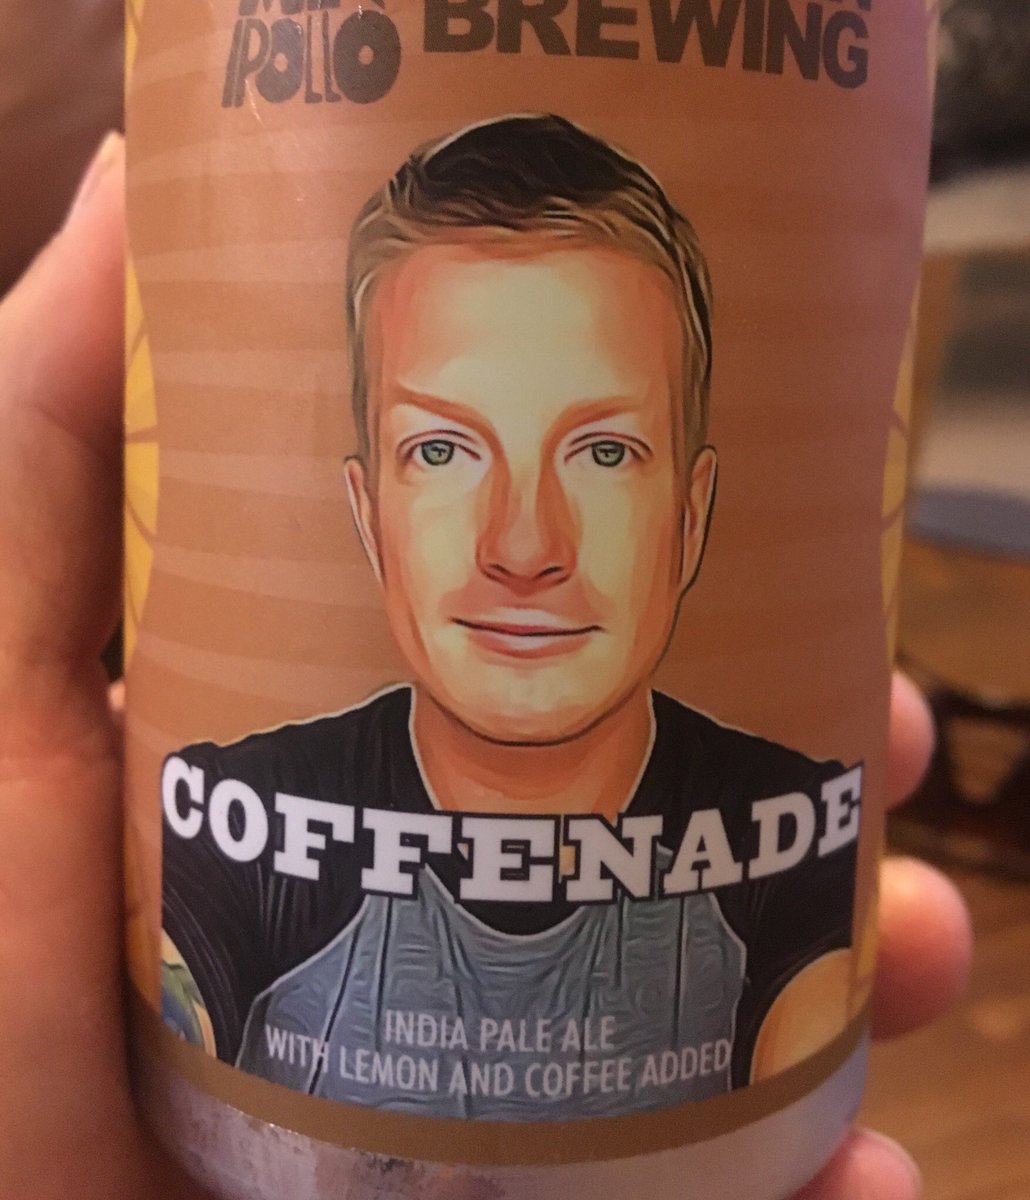 POLLO
BREWING
COFFENADE
INDIA PALE ALE
WITH LEMON AND COFFEE ADDED